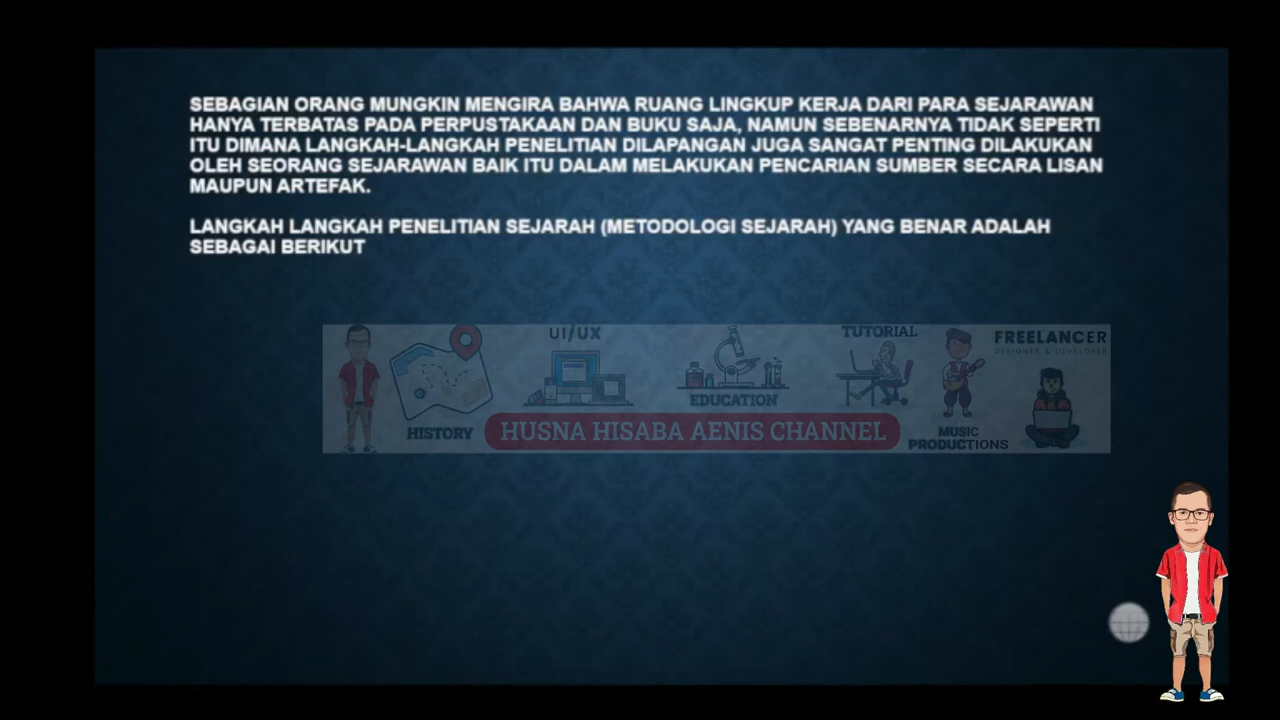 SEBAGIAN ORANG MUNGKIN MENGIRA BAHWA RUANG LINGKUP KERJA DARI PARA SEJARAWAN
HANYA TERBATAS PADA PERPUSTAKAAN DAN BUKU SAJA, NAMUN SEBENARNYA TIDAK SEPERTI
ITU DIMANA LANGKAH-LANGKAH PENELITIAN DILAPANGAN JUGA SANGAT PENTING DILAKUKAN
OLEH SEORANG SEJARAWAN BAIK ITU DALAM MELAKUKAN PENCARIAN SUMBER SECARA LISAN
MAUPUN ARTEFAK.
LANGKAH LANGKAH PENELITIAN SEJARAH (METODOLOGI SEJARAH) YANG BENAR ADALAH
SEBAGAI BERIKUT
UI/UX
TUTORIAL
FREELANCER
DESIGNER & DEVELOPER
EDUCATION
HISTORY
HUSNA HISABA AENIS CHANNEL
MUSIC
PRODUCTIONS